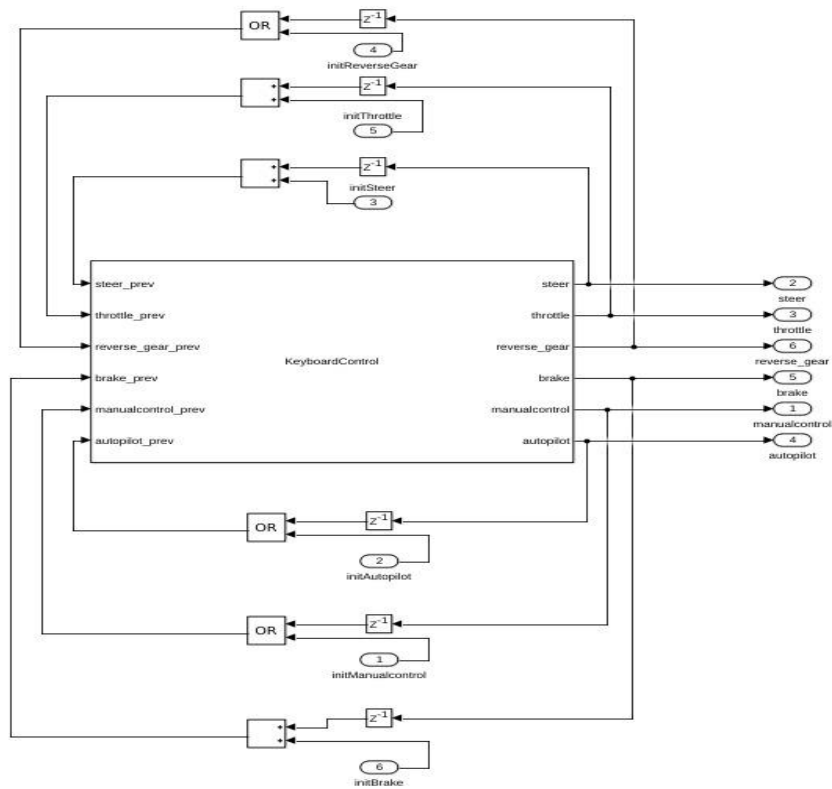 OR
Z-1
4
initReverseGear
+
+
Z-1
initThrottle
5
+
+
Z-1
initSteer
3
steer_prev
steer
2
steer
throttle_prev
throttle
3
throttle
reverse_gear_prev
reverse_gear
6
reverse_gear
KeyboardControl
brake_prev
brake
5
brake
manualcontrol_prev
manualcontrol
1
manualcontrol
autopilot_prev
autopilot
4
autopilot
OR
Z-1
2
initAutopilot
OR
Z-1
1
initManualcontrol
+
+
Z-1
6
initBrake